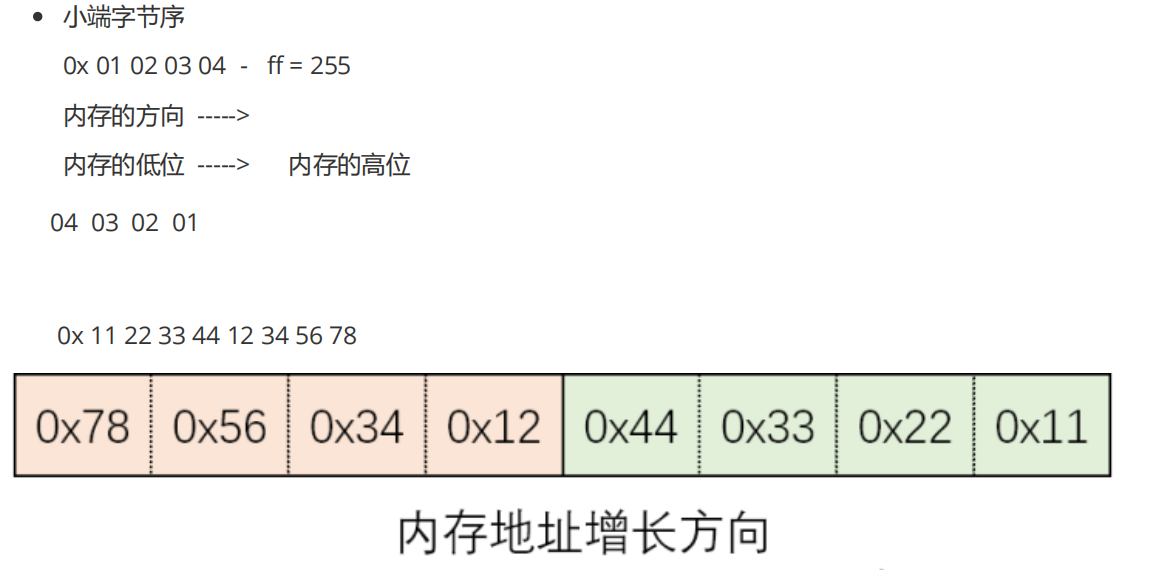 小端字节序
0x 01 02 03 04 - ff = 255
内存的方向 ----->
内存的低位 -----> 内存的高位
04 03 02 01
0x 11 22 33 44 12 34 56 78
0x78 0x56 0x34 0x12 0x44 0x33 0x22 0x11
内存地址增长方向